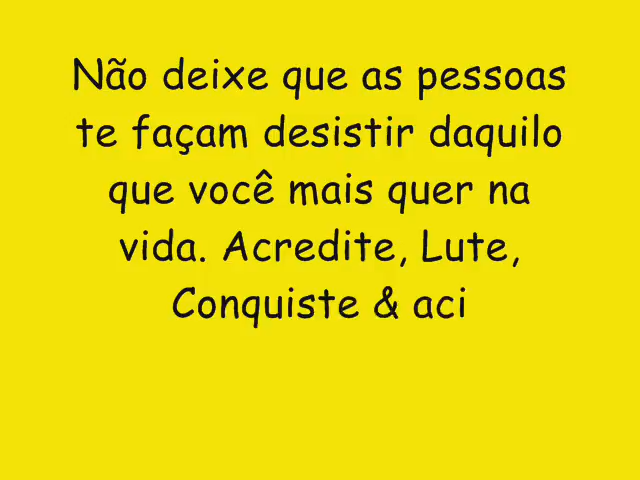 Não deixe que as pessoas
te façam desistir daquilo
que você mais quer na
vida. Acredite, Lute,
Conquiste & aci